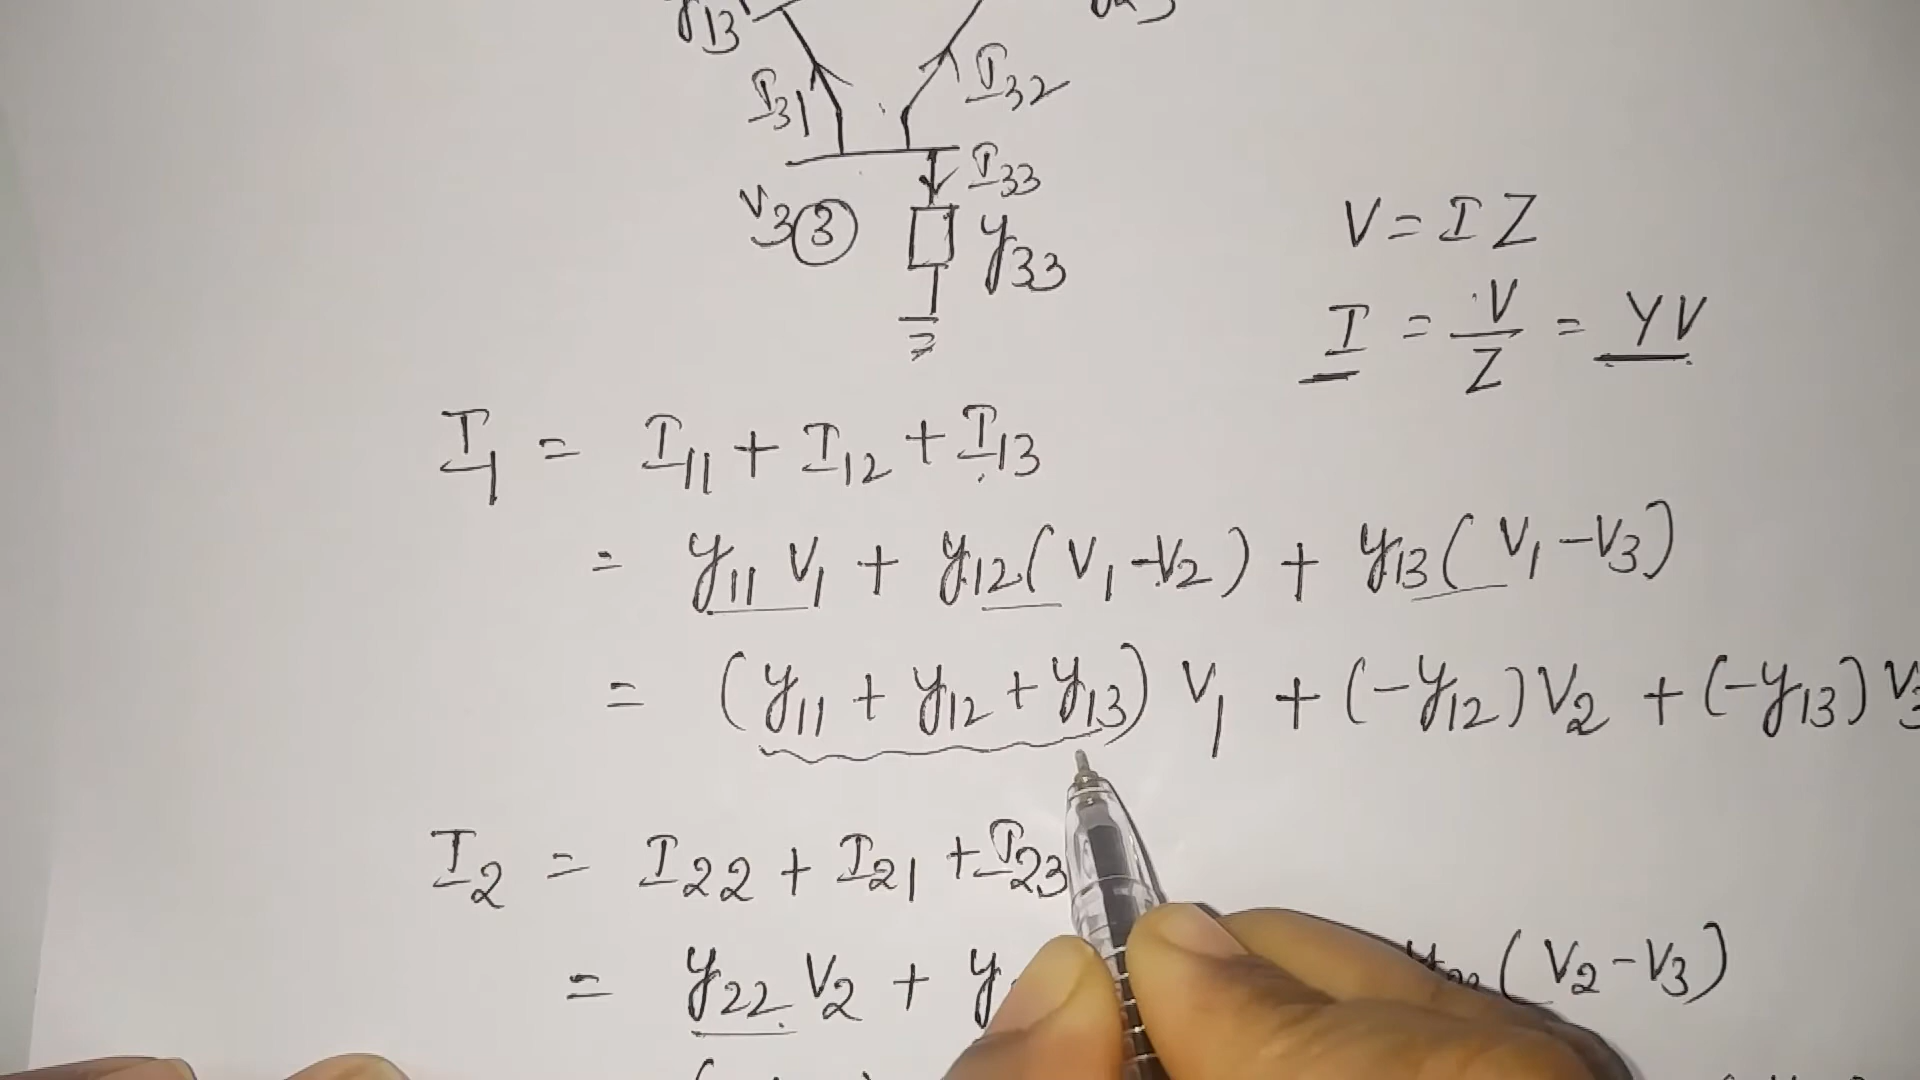 y13
I31 I32
I33
V3 3 y33
V = I Z
I = V/Z = YV
I1 = I11 + I12 + I13
= y11 V1 + y12(V1-V2) + y13(V1-V3)
= (y11 + y12 + y13) V1 + (-y12)V2 + (-y13)V3
I2 = I22 + I21 + I23
= y22 V2 + y (V2-V3)